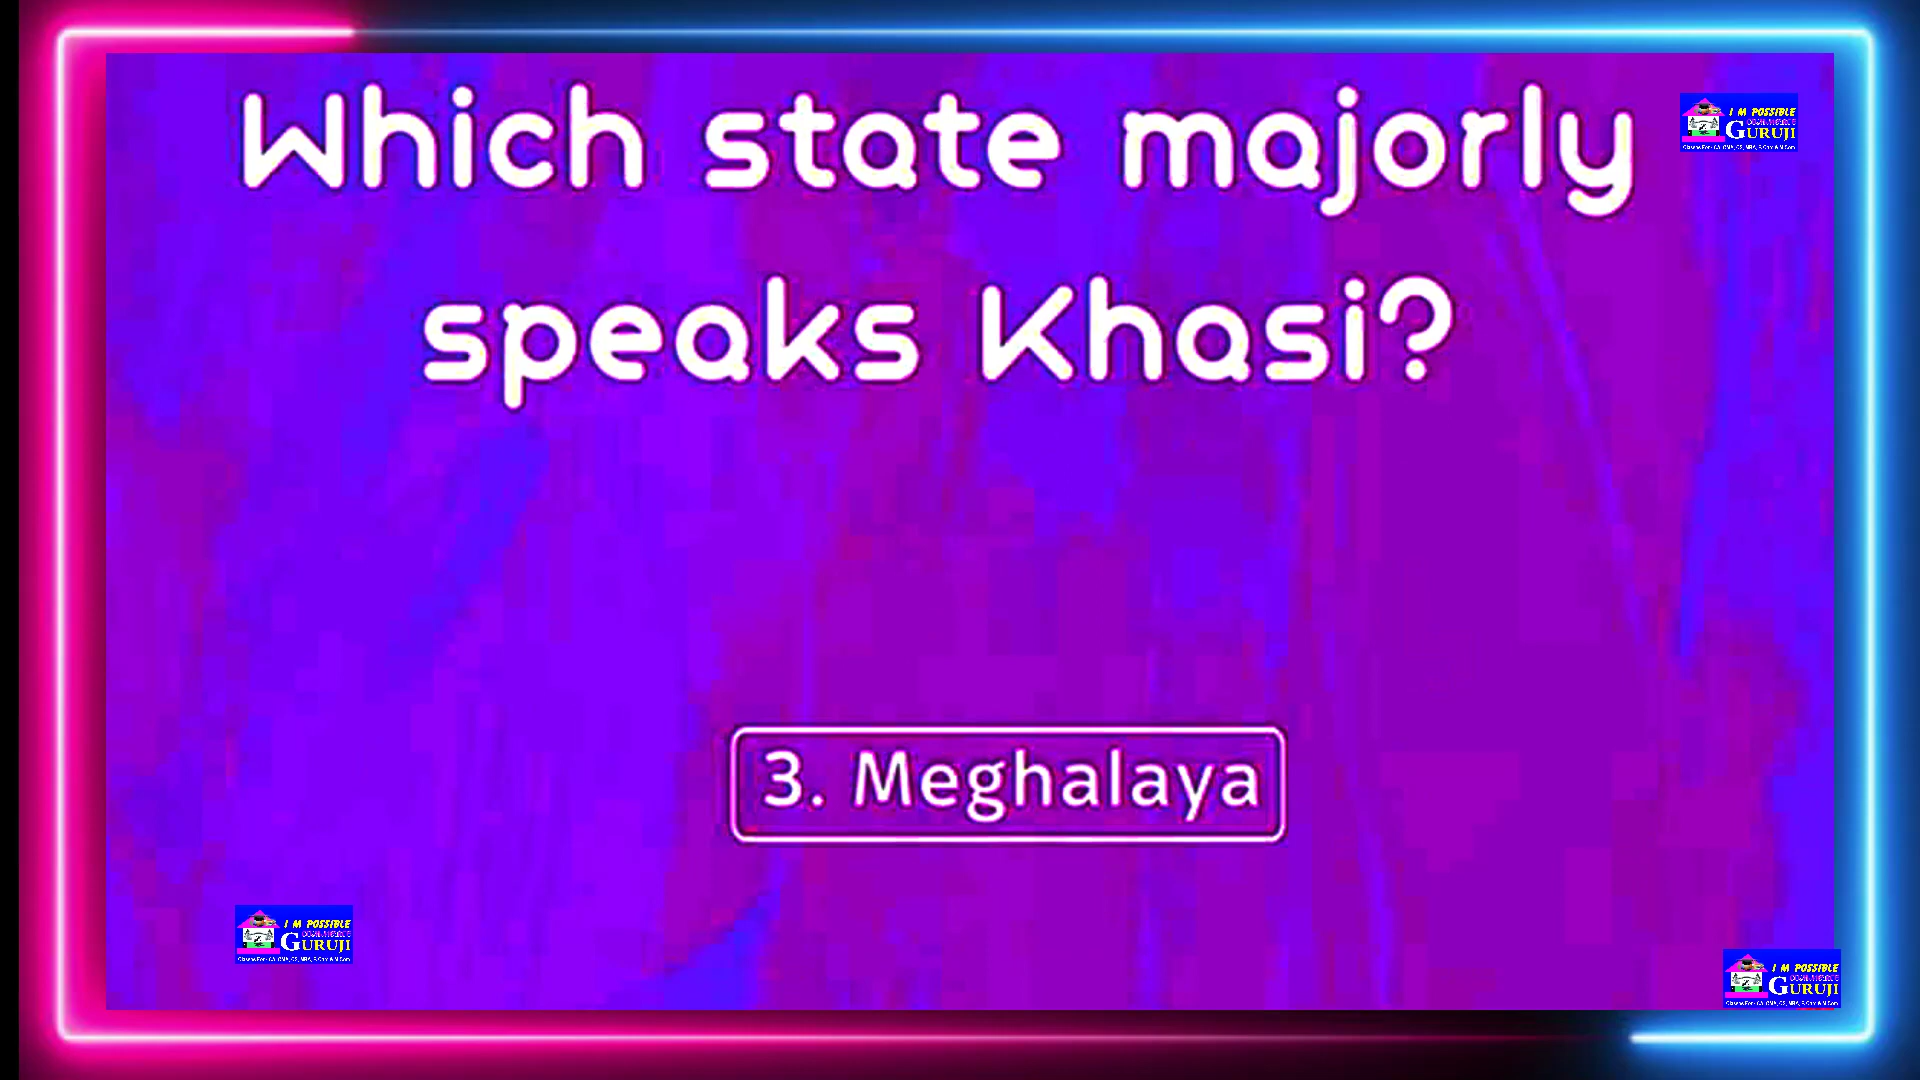 Which state majorly
I M POSSIBLE
GURUJI
speaks Khasi?
3. Meghalaya
I M POSSIBLE
GURUJI
I M POSSIBLE
GURUJI